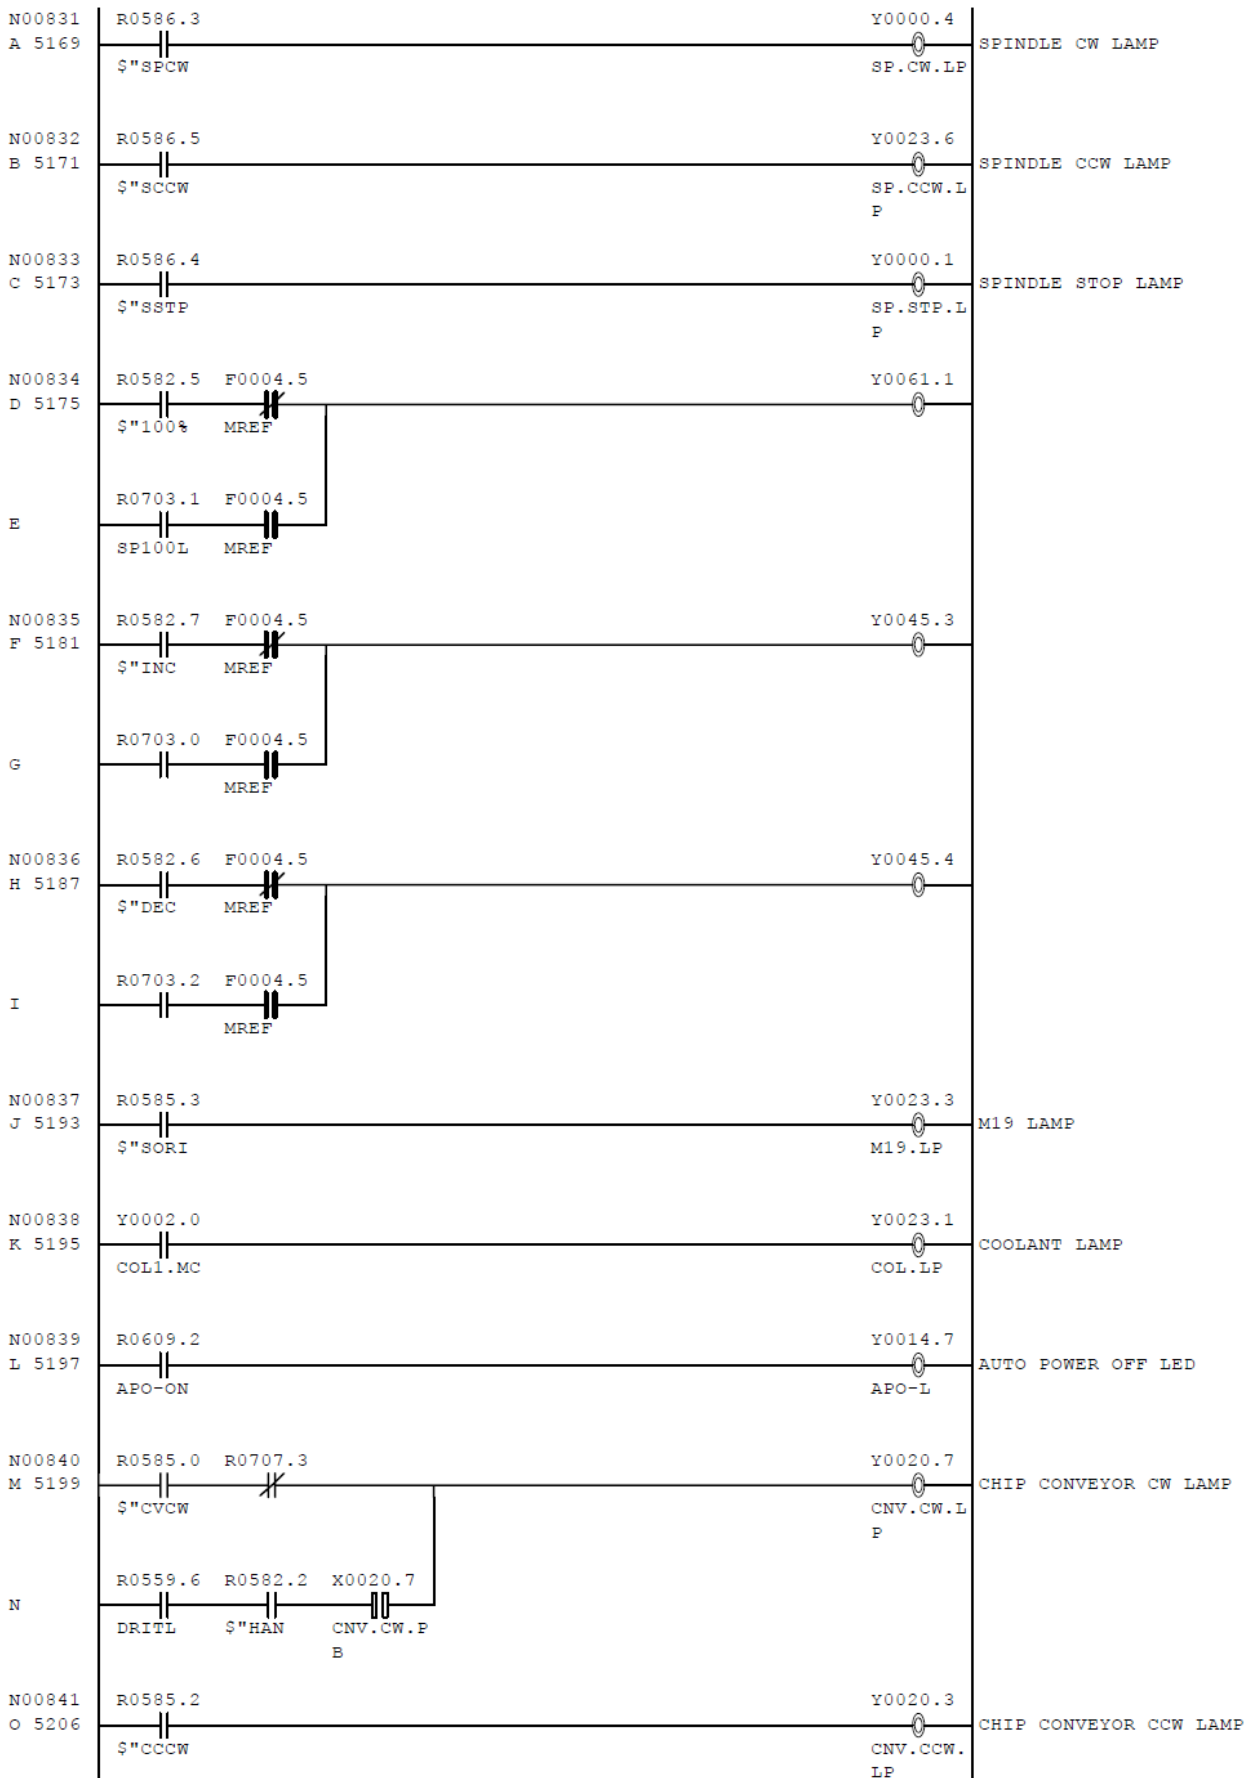 N00831 R0586.3 Y0000.4
A 5169 SPINDLE CW LAMP
$"SPCW SP.CW.LP
N00832 R0586.5 Y0023.6
B 5171 SPINDLE CCW LAMP
$"SCCW SP.CCW.L
P
N00833 R0586.4 Y0000.1
C 5173 SPINDLE STOP LAMP
$"SSTP SP.STP.L
P
N00834 R0582.5 F0004.5 Y0061.1
D 5175
$"100% MREF
R0703.1 F0004.5
E
SP100L MREF
N00835 R0582.7 F0004.5 Y0045.3
F 5181
$"INC MREF
R0703.0 F0004.5
G
MREF
N00836 R0582.6 F0004.5 Y0045.4
H 5187
$"DEC MREF
R0703.2 F0004.5
I
MREF
N00837 R0585.3 Y0023.3
J 5193 M19 LAMP
$"SORI M19.LP
N00838 Y0002.0 Y0023.1
K 5195 COOLANT LAMP
COL1.MC COL.LP
N00839 R0609.2 Y0014.7
L 5197 AUTO POWER OFF LED
APO-ON APO-L
N00840 R0585.0 R0707.3 Y0020.7
M 5199 CHIP CONVEYOR CW LAMP
$"CVCW CNV.CW.L
P
R0559.6 R0582.2 X0020.7
N
DRITL $"HAN CNV.CW.P
B
N00841 R0585.2 Y0020.3
O 5206 CHIP CONVEYOR CCW LAMP
$"CCCW CNV.CCW.
LP